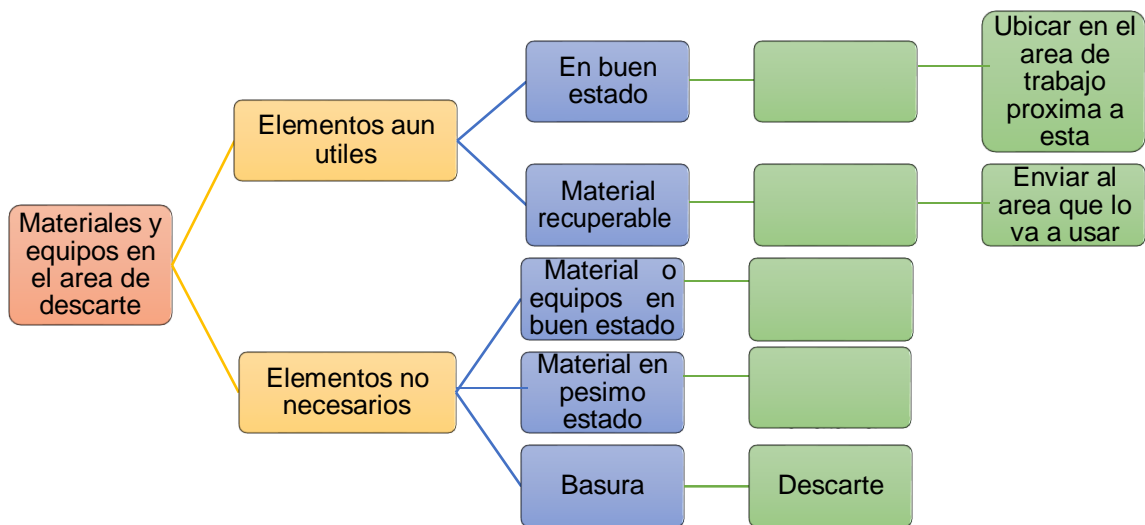 Materiales y
equipos en
el area de
descarte
Elementos aun
utiles
Elementos no
necesarios
En buen
estado
Material
recuperable
Material o
equipos en
buen estado
Material en
pesimo
estado
Basura
Descarte
Ubicar en el
area de
trabajo
proxima a
esta
Enviar al
area que lo
va a usar